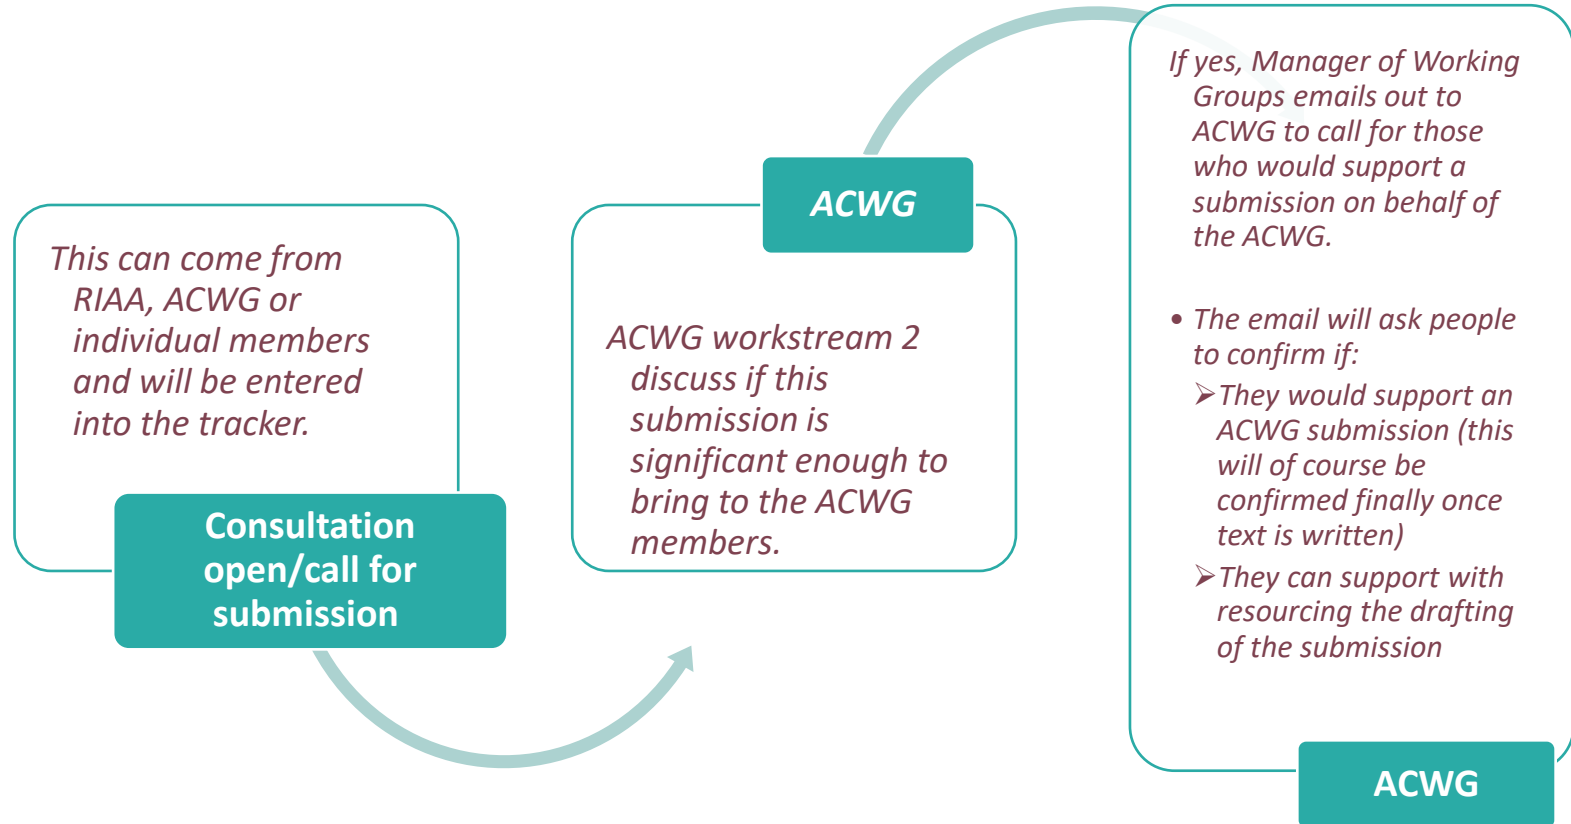 This can come from
RIAA, ACWG or
individual members
and will be entered
into the tracker.
Consultation
open/call for
submission
ACWG
ACWG workstream 2
discuss if this
submission is
significant enough to
bring to the ACWG
members.
If yes, Manager of Working
Groups emails out to
ACWG to call for those
who would support a
submission on behalf of
the ACWG.
• The email will ask people
to confirm if:
➢They would support an
ACWG submission (this
will of course be
confirmed finally once
text is written)
➢They can support with
resourcing the drafting
of the submission
ACWG